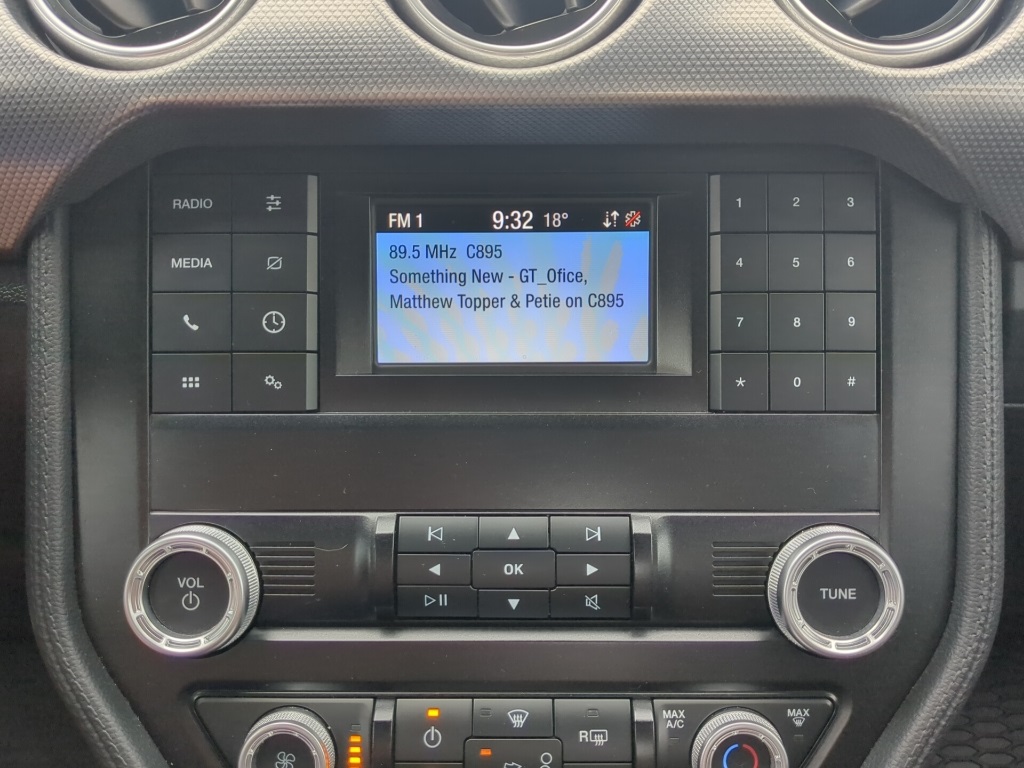 FM 1 9:32 18°
89.5 MHz C895
Something New - GT_Ofice,
Matthew Topper & Petie on C895
RADIO
MEDIA
1 2 3
4 5 6
7 8 9
* 0 #
VOL
OK
TUNE
MAX
A/C
R
MAX